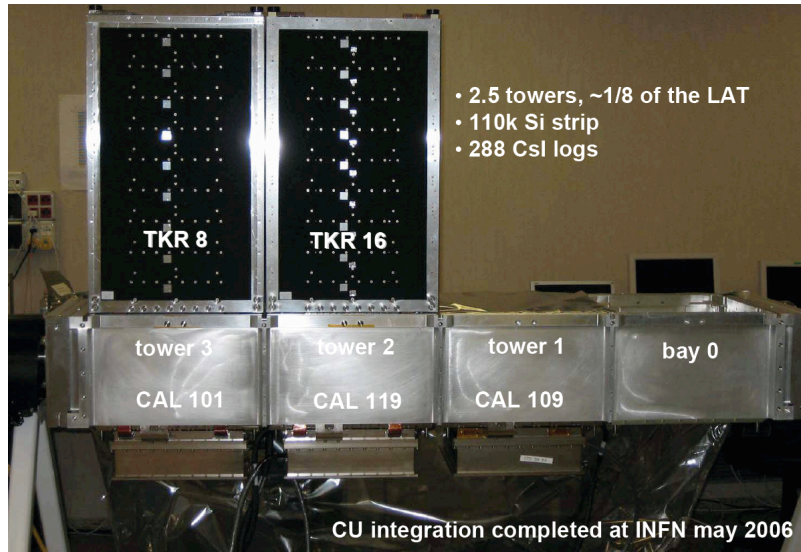 • 2.5 towers, ~1/8 of the LAT
• 110k Si strip
• 288 CsI logs
TKR 8
TKR 16
tower 3
tower 2
tower 1
bay 0
CAL 101
CAL 119
CAL 109
CU integration completed at INFN may 2006